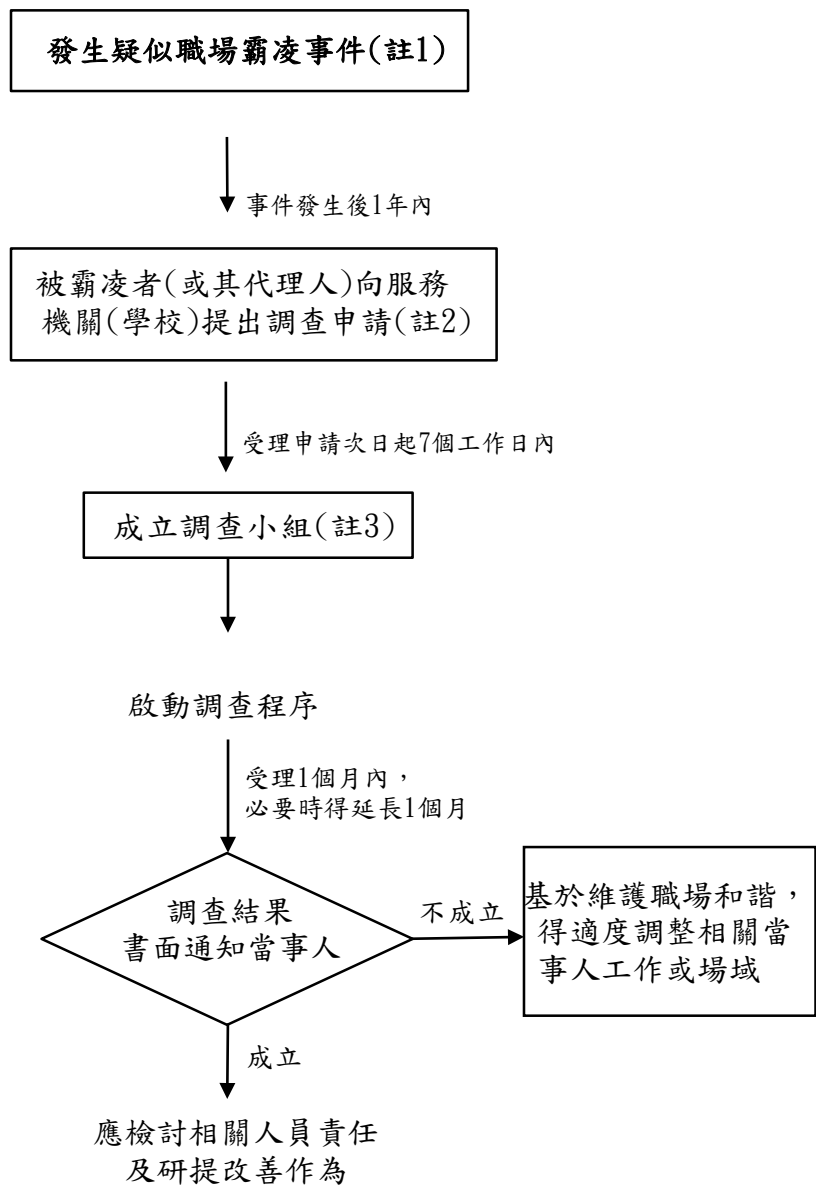 發生疑似職場霸凌事件(註1)
事件發生後1年內
被霸凌者(或其代理人)向服務
機關(學校)提出調查申請(註2)
受理申請次日起7個工作日內
成立調查小組(註3)
啟動調查程序
受理1個月內，
必要時得延長1個月
調查結果
書面通知當事人
不成立
基於維護職場和諧，
得適度調整相關當
事人工作或場域
成立
應檢討相關人員責任
及研提改善作為